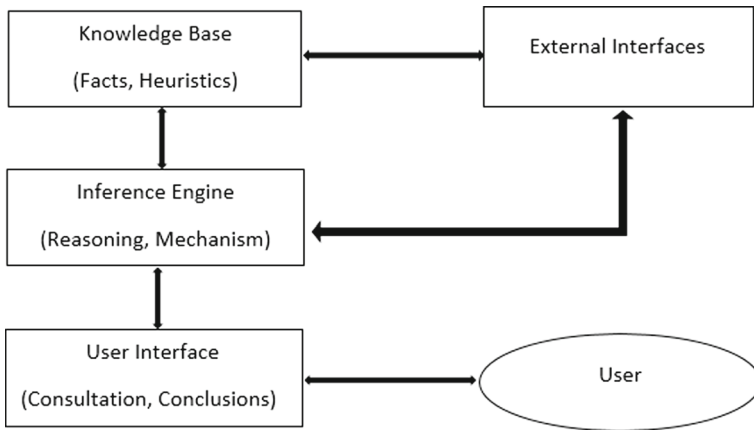 Knowledge Base
(Facts, Heuristics)
External Interfaces
Inference Engine
(Reasoning, Mechanism)
User Interface
(Consultation, Conclusions)
User